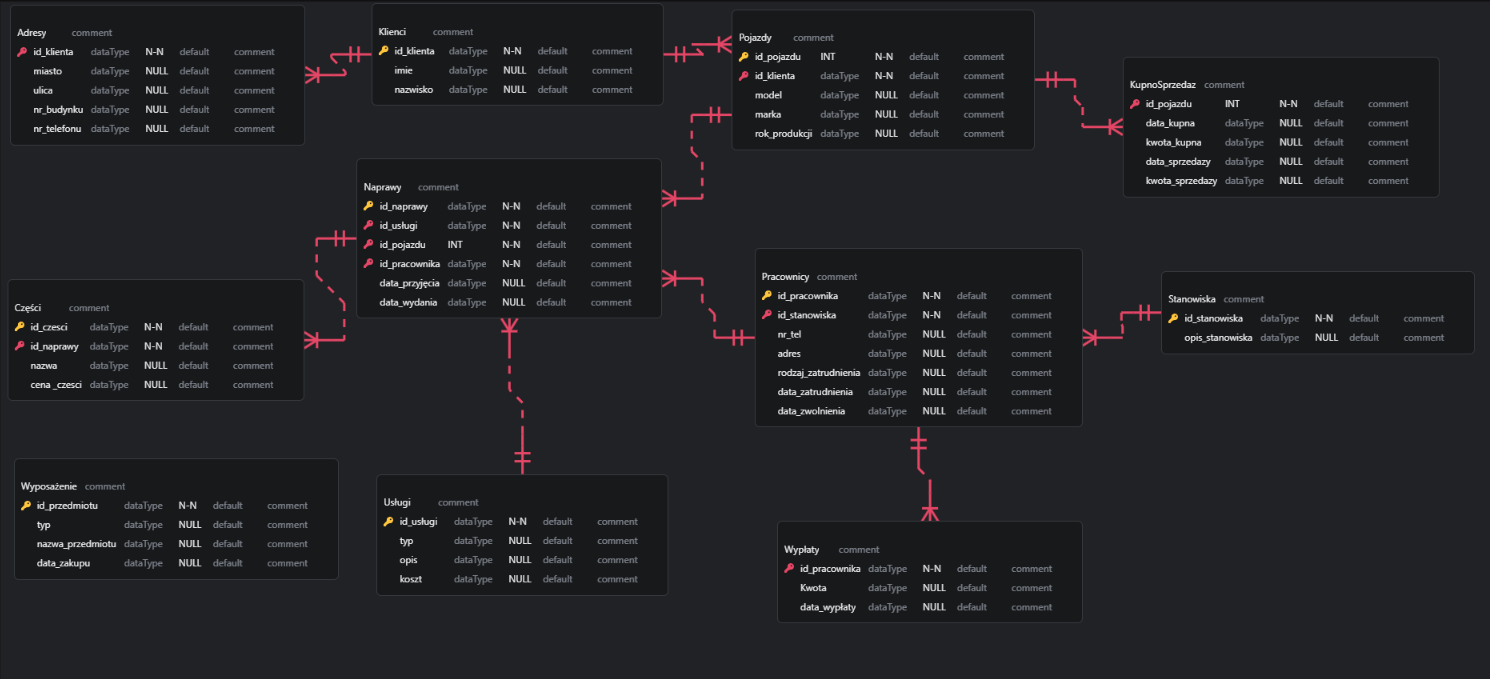 Adresy comment
id_klienta dataType N-N default comment
miasto dataType NULL default comment
ulica dataType NULL default comment
nr_budynku dataType NULL default comment
nr_telefonu dataType NULL default comment
Klienci comment
id_klienta dataType N-N default comment
imie dataType NULL default comment
nazwisko dataType NULL default comment
Pojazdy comment
id_pojazdu INT N-N default comment
id_klienta dataType N-N default comment
model dataType NULL default comment
marka dataType NULL default comment
rok_produkcji dataType NULL default comment
KupnoSprzedaz comment
id_pojazdu INT N-N default comment
data_kupna dataType NULL default comment
kwota_kupna dataType NULL default comment
data_sprzedazy dataType NULL default comment
kwota_sprzedazy dataType NULL default comment
Naprawy comment
id_naprawy dataType N-N default comment
id_usługi dataType N-N default comment
id_pojazdu INT N-N default comment
id_pracownika dataType N-N default comment
data_przyjęcia dataType NULL default comment
data_wydania dataType NULL default comment
Części comment
id_czesci dataType N-N default comment
id_naprawy dataType N-N default comment
nazwa dataType NULL default comment
cena _czesci dataType NULL default comment
Pracownicy comment
id_pracownika dataType N-N default comment
id_stanowiska dataType N-N default comment
nr_tel dataType NULL default comment
adres dataType NULL default comment
rodzaj_zatrudnienia dataType NULL default comment
data_zatrudnienia dataType NULL default comment
data_zwolnienia dataType NULL default comment
Stanowiska comment
id_stanowiska dataType N-N default comment
opis_stanowiska dataType NULL default comment
Wyposażenie comment
id_przedmiotu dataType N-N default comment
typ dataType NULL default comment
nazwa_przedmiotu dataType NULL default comment
data_zakupu dataType NULL default comment
Usługi comment
id_usługi dataType N-N default comment
typ dataType NULL default comment
opis dataType NULL default comment
koszt dataType NULL default comment
Wypłaty comment
id_pracownika dataType N-N default comment
Kwota dataType NULL default comment
data_wypłaty dataType NULL default comment